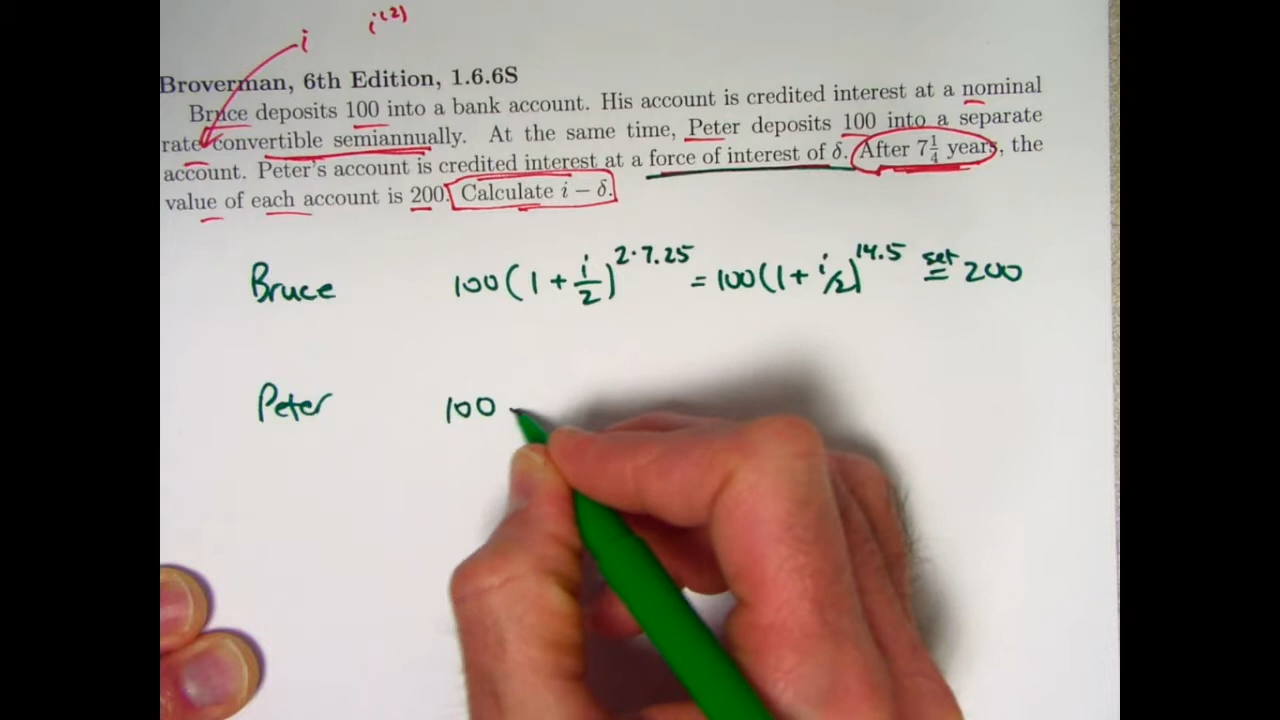 i i(2)
Broverman, 6th Edition, 1.6.6S
Bruce deposits 100 into a bank account. His account is credited interest at a nominal
rate convertible semiannually. At the same time, Peter deposits 100 into a separate
account. Peter's account is credited interest at a force of interest of δ. After 7 1/4 years, the
value of each account is 200. Calculate i − δ.
Bruce 100(1 + i/2)^2·7.25 = 100(1 + i/2)^14.5 set = 200
Peter 100